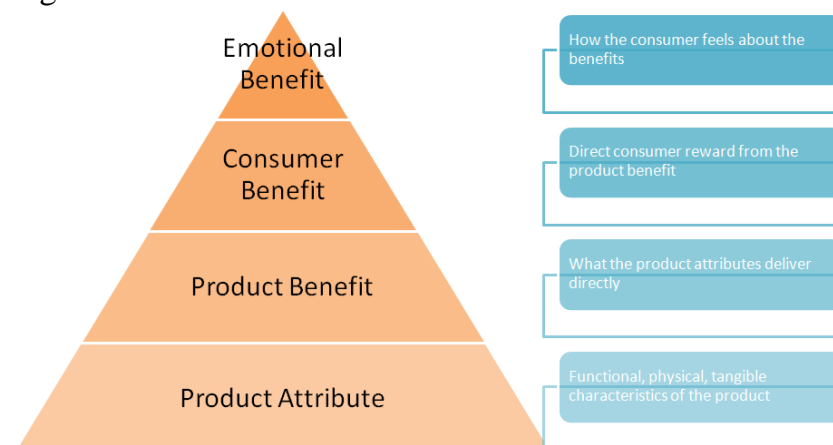 Emotional
Benefit
How the consumer feels about the
benefits
Consumer
Benefit
Direct consumer reward from the
product benefit
Product Benefit
What the product attributes deliver
directly
Product Attribute
Functional, physical, tangible
characteristics of the product